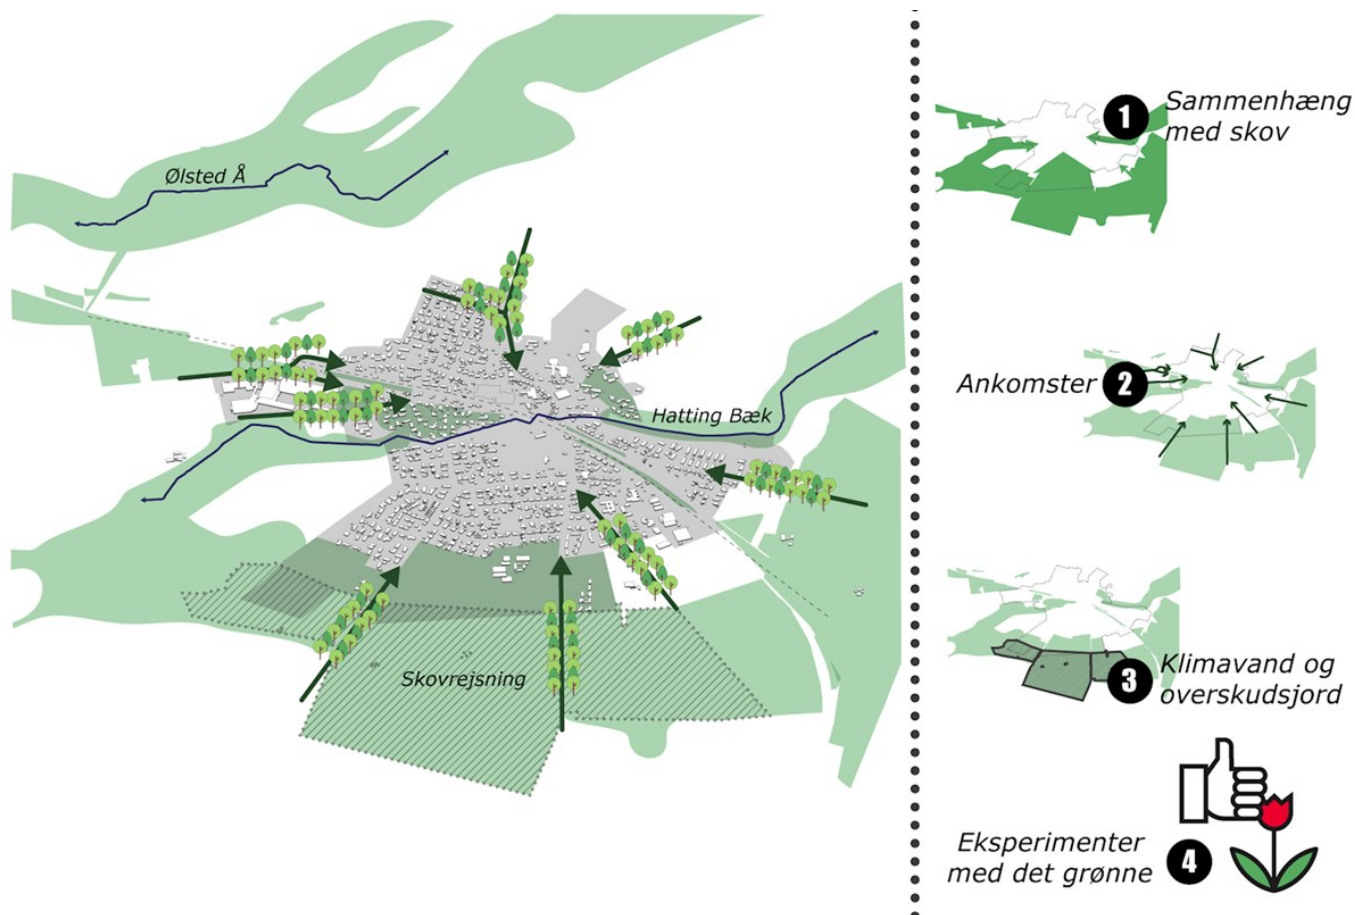 Ølsted Å
Hatting Bæk
Skovrejsning
1
Sammenhæng
med skov
Ankomster
2
3
Klimavand og
overskudsjord
Eksperimenter
med det grønne
4